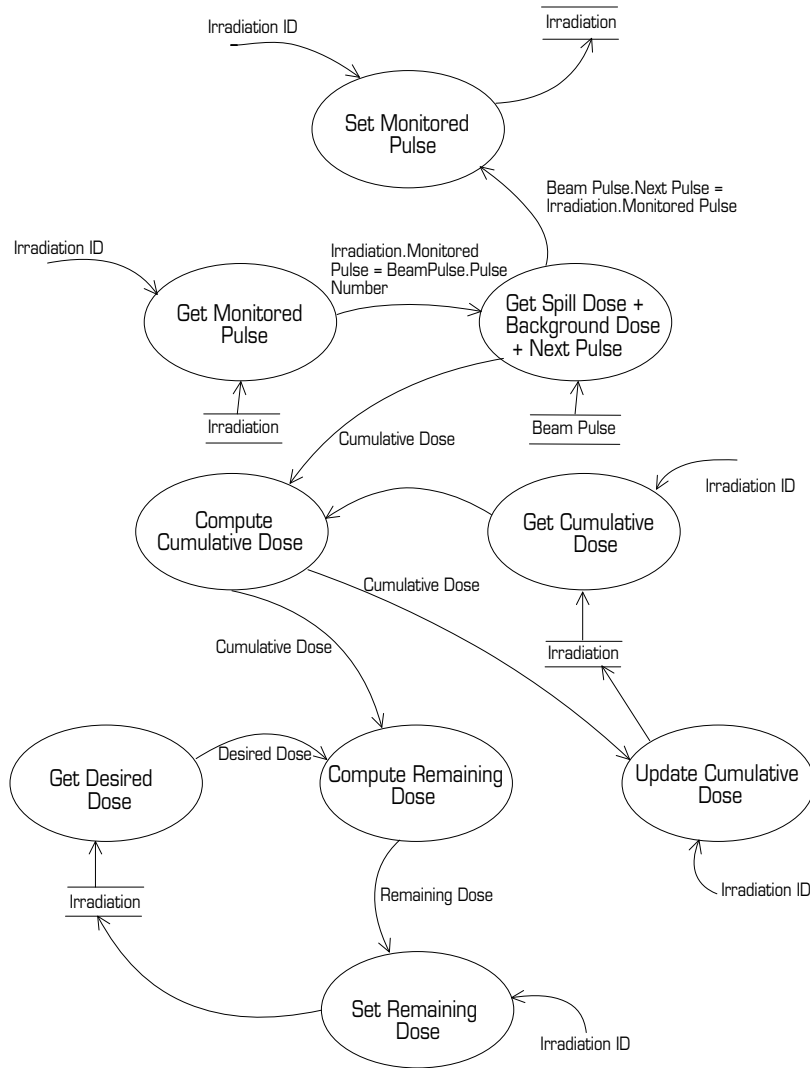 Irradiation ID
Irradiation
Set Monitored
Pulse
Beam Pulse.Next Pulse =
Irradiation.Monitored Pulse
Irradiation ID
Irradiation.Monitored
Pulse = BeamPulse.Pulse
Number
Get Monitored
Pulse
Get Spill Dose +
Background Dose
+ Next Pulse
Irradiation
Beam Pulse
Cumulative Dose
Irradiation ID
Compute
Cumulative Dose
Get Cumulative
Dose
Cumulative Dose
Cumulative Dose
Irradiation
Desired Dose
Get Desired
Dose
Compute Remaining
Dose
Update Cumulative
Dose
Irradiation
Remaining Dose
Irradiation ID
Set Remaining
Dose
Irradiation ID